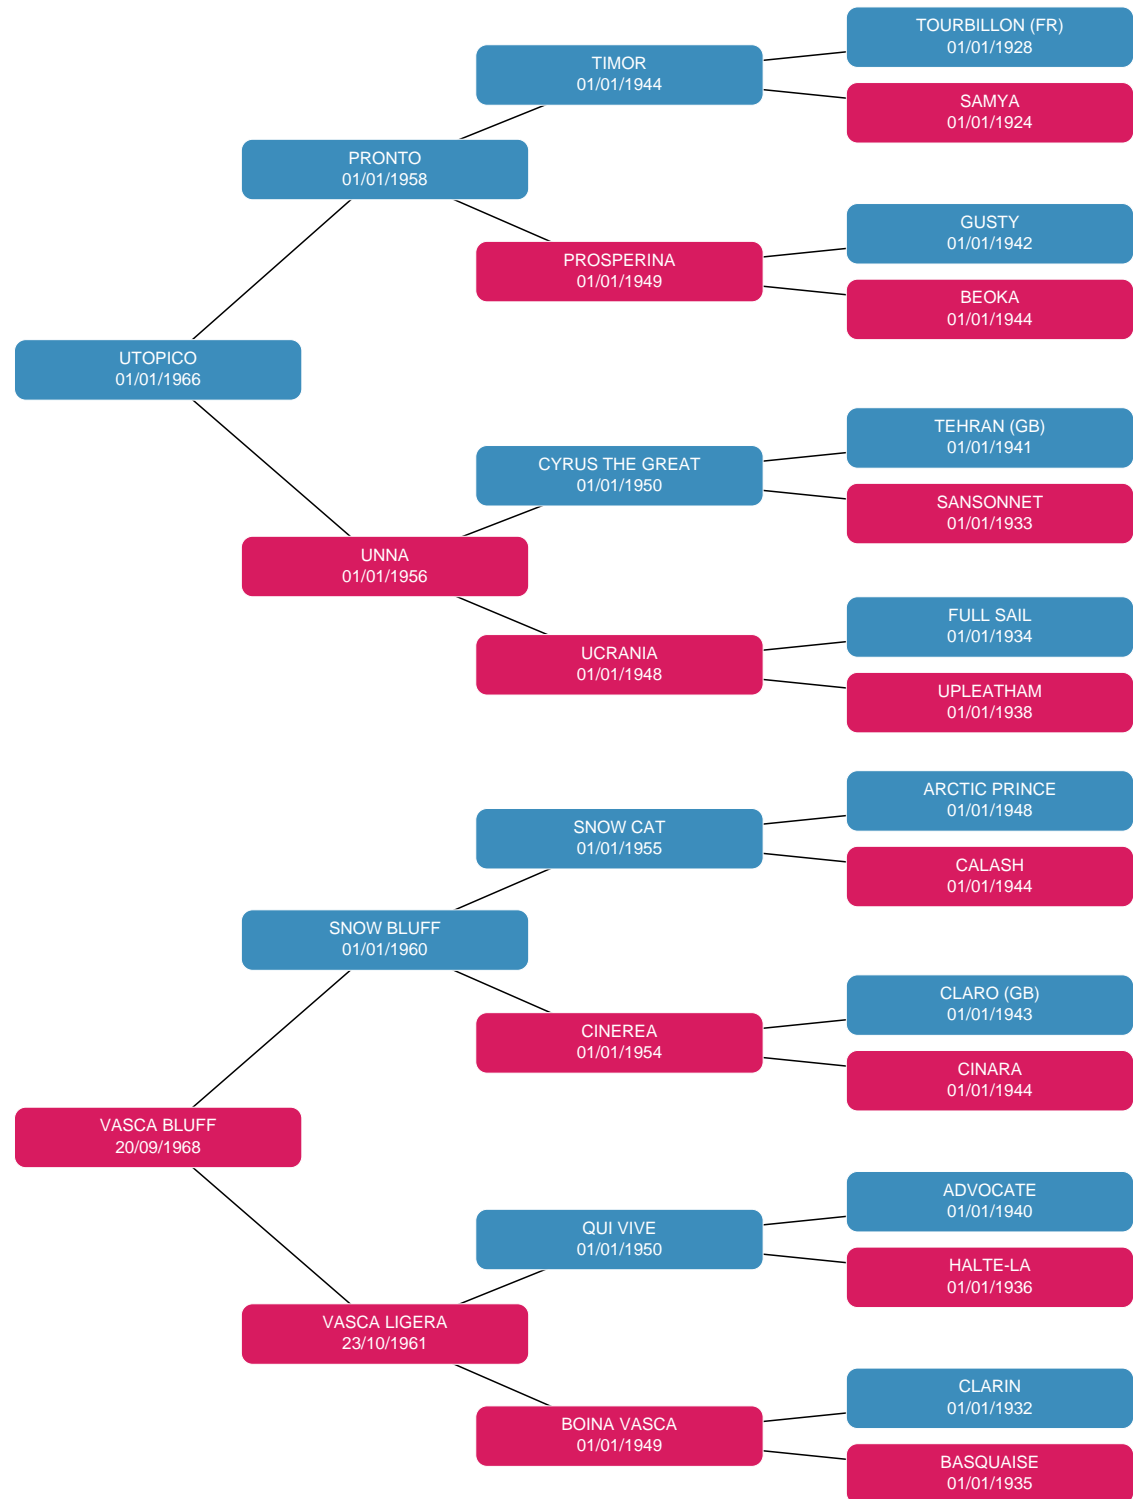 TOURBILLON (FR)
01/01/1928
TIMOR
01/01/1944
SAMYA
01/01/1924
PRONTO
01/01/1958
GUSTY
01/01/1942
PROSPERINA
01/01/1949
BEOKA
01/01/1944
UTOPICO
01/01/1966
TEHRAN (GB)
01/01/1941
CYRUS THE GREAT
01/01/1950
SANSONNET
01/01/1933
UNNA
01/01/1956
FULL SAIL
01/01/1934
UCRANIA
01/01/1948
UPLEATHAM
01/01/1938
ARCTIC PRINCE
01/01/1948
SNOW CAT
01/01/1955
CALASH
01/01/1944
SNOW BLUFF
01/01/1960
CLARO (GB)
01/01/1943
CINEREA
01/01/1954
CINARA
01/01/1944
VASCA BLUFF
20/09/1968
ADVOCATE
01/01/1940
QUI VIVE
01/01/1950
HALTE-LA
01/01/1936
VASCA LIGERA
23/10/1961
CLARIN
01/01/1932
BOINA VASCA
01/01/1949
BASQUAISE
01/01/1935